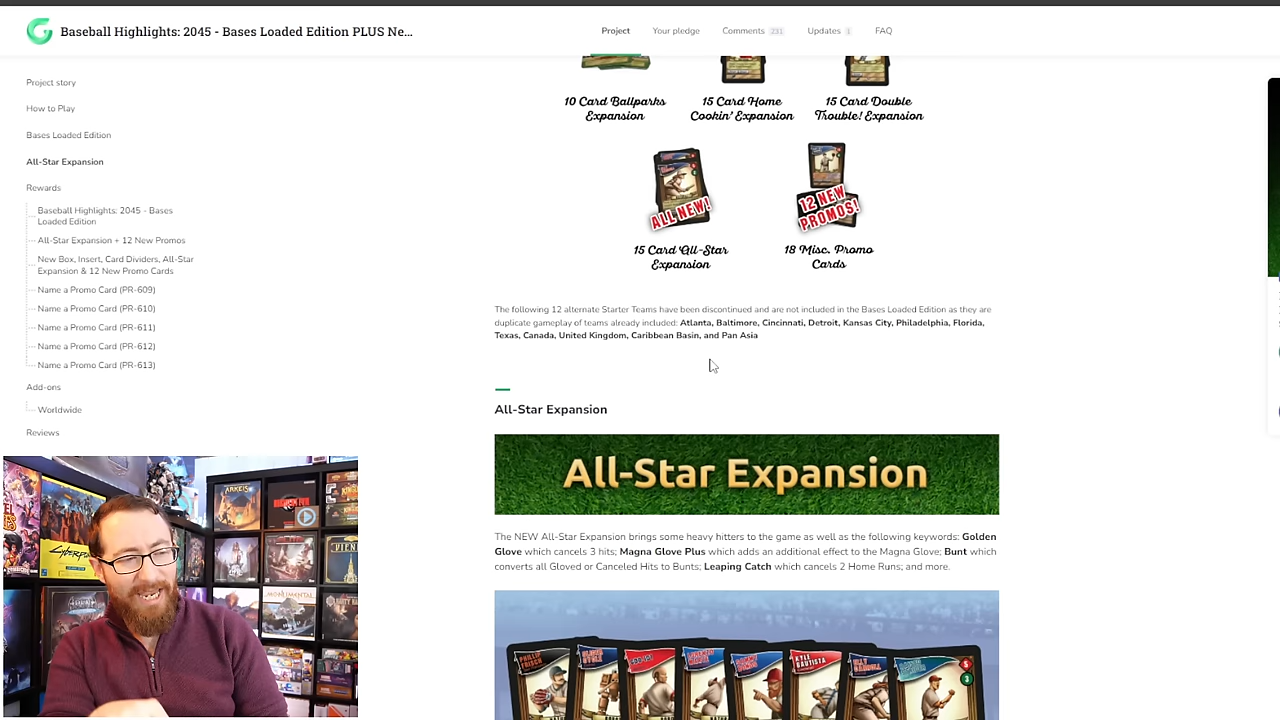 Baseball Highlights: 2045 - Bases Loaded Edition PLUS Ne...
Project
Your pledge
Comments 231
Updates 1
FAQ
Project story
How to Play
Bases Loaded Edition
All-Star Expansion
Rewards
Baseball Highlights: 2045 - Bases
Loaded Edition
All-Star Expansion + 12 New Promos
New Box, Insert, Card Dividers, All-Star
Expansion & 12 New Promo Cards
Name a Promo Card (PR-609)
Name a Promo Card (PR-610)
Name a Promo Card (PR-611)
Name a Promo Card (PR-612)
Name a Promo Card (PR-613)
Add-ons
Worldwide
Reviews
10 Card Ballparks
Expansion
15 Card Home
Cookin' Expansion
15 Card Double
Trouble! Expansion
ALL NEW!
12 NEW
PROMOS!
15 Card All-Star
Expansion
18 Misc. Promo
Cards
The following 12 alternate Starter Teams have been discontinued and are not included in the Bases Loaded Edition as they are
duplicate gameplay of teams already included: Atlanta, Baltimore, Cincinnati, Detroit, Kansas City, Philadelphia, Florida,
Texas, Canada, United Kingdom, Caribbean Basin, and Pan Asia
All-Star Expansion
All-Star Expansion
The NEW All-Star Expansion brings some heavy hitters to the game as well as the following keywords: Golden
Glove which cancels 3 hits; Magna Glove Plus which adds an additional effect to the Magna Glove; Bunt which
converts all Gloved or Canceled Hits to Bunts; Leaping Catch which cancels 2 Home Runs; and more.
ARKEIS
MONUMENTAL